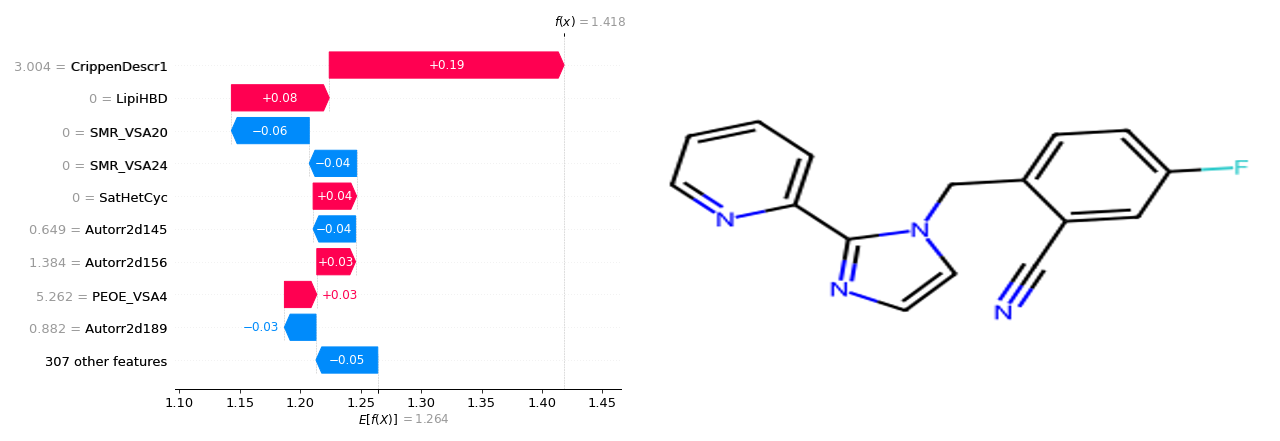 f(x) = 1.418
3.004 = CrippenDescr1
+0.19
0 = LipiHBD
+0.08
0 = SMR_VSA20
−0.06
0 = SMR_VSA24
−0.04
0 = SatHetCyc
+0.04
0.649 = Autorr2d145
−0.04
1.384 = Autorr2d156
+0.03
5.262 = PEOE_VSA4
+0.03
0.882 = Autorr2d189
−0.03
307 other features
−0.05
1.10 1.15 1.20 1.25 1.30 1.35 1.40 1.45
E[f(X)] = 1.264
N
N
N
N
F